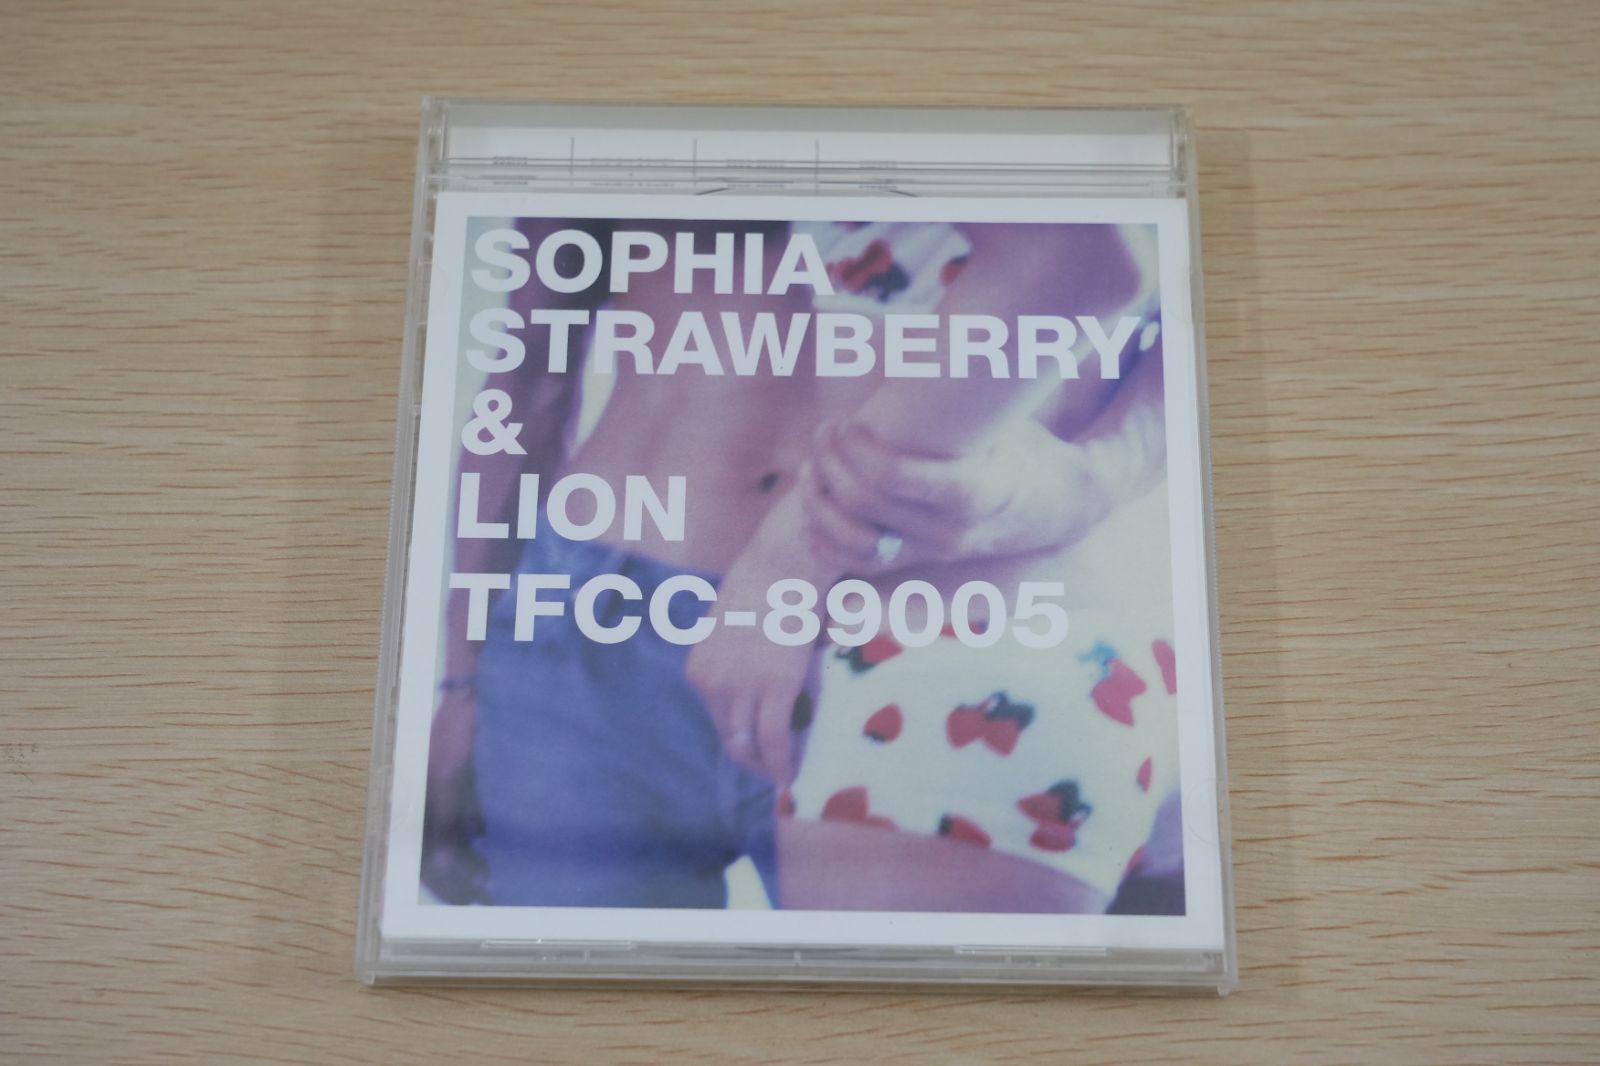 SOPHIA
STRAWBERRY
&
LION
TFCC-89005